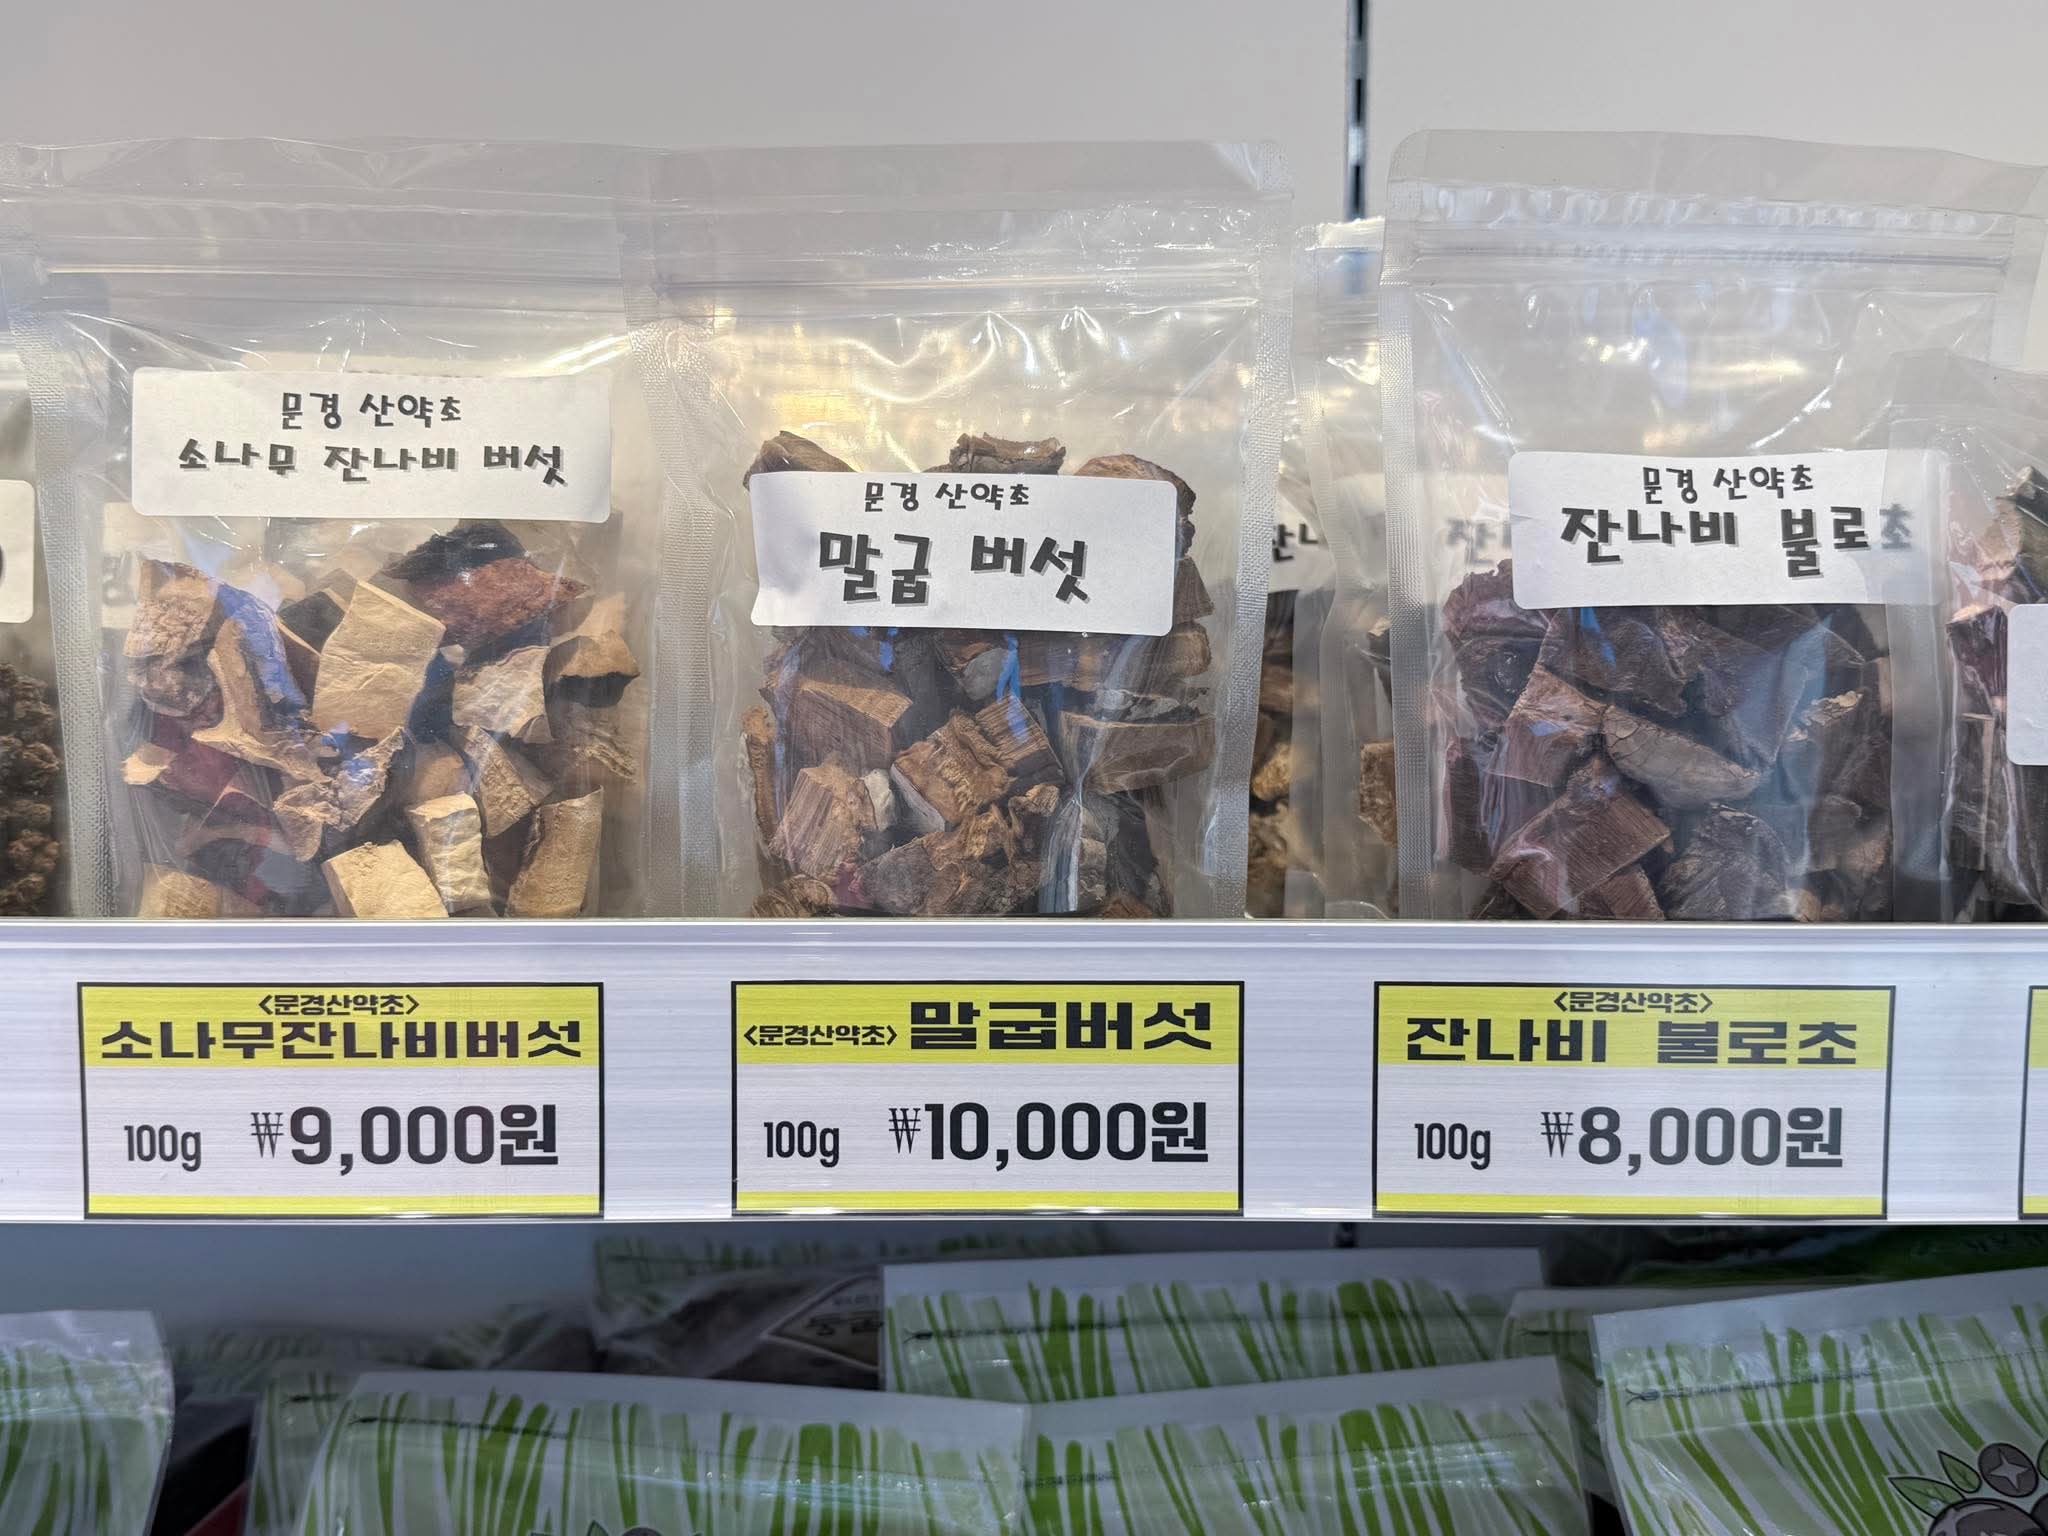 문경 산약초
소나무 잔나비 버섯
문경 산약초
말굽 버섯
문경 산약초
잔나비 불로초
<문경산약초>
소나무잔나비버섯
100g ₩9,000원
<문경산약초> 말굽버섯
100g ₩10,000원
<문경산약초>
잔나비 불로초
100g ₩8,000원